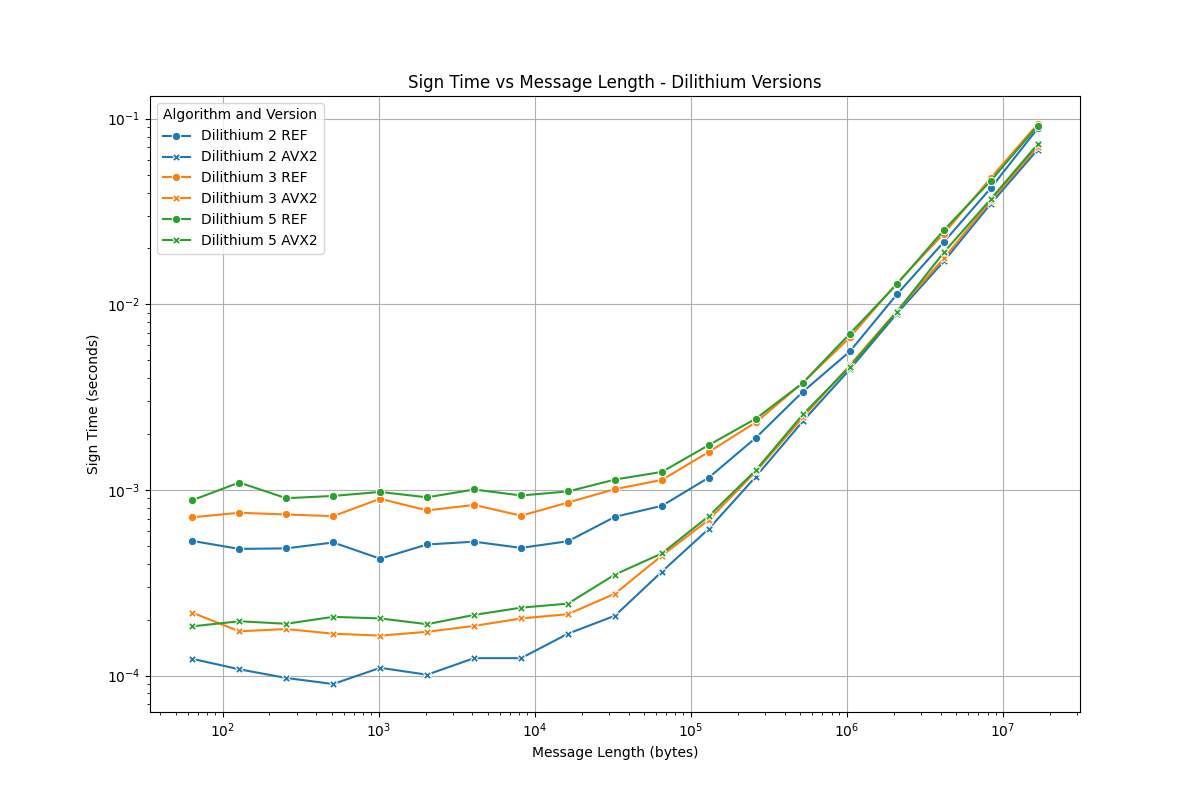 Sign Time vs Message Length - Dilithium Versions
Algorithm and Version
Dilithium 2 REF
Dilithium 2 AVX2
Dilithium 3 REF
Dilithium 3 AVX2
Dilithium 5 REF
Dilithium 5 AVX2
Sign Time (seconds)
10⁻¹
10⁻²
10⁻³
10⁻⁴
10² 10³ 10⁴ 10⁵ 10⁶ 10⁷
Message Length (bytes)